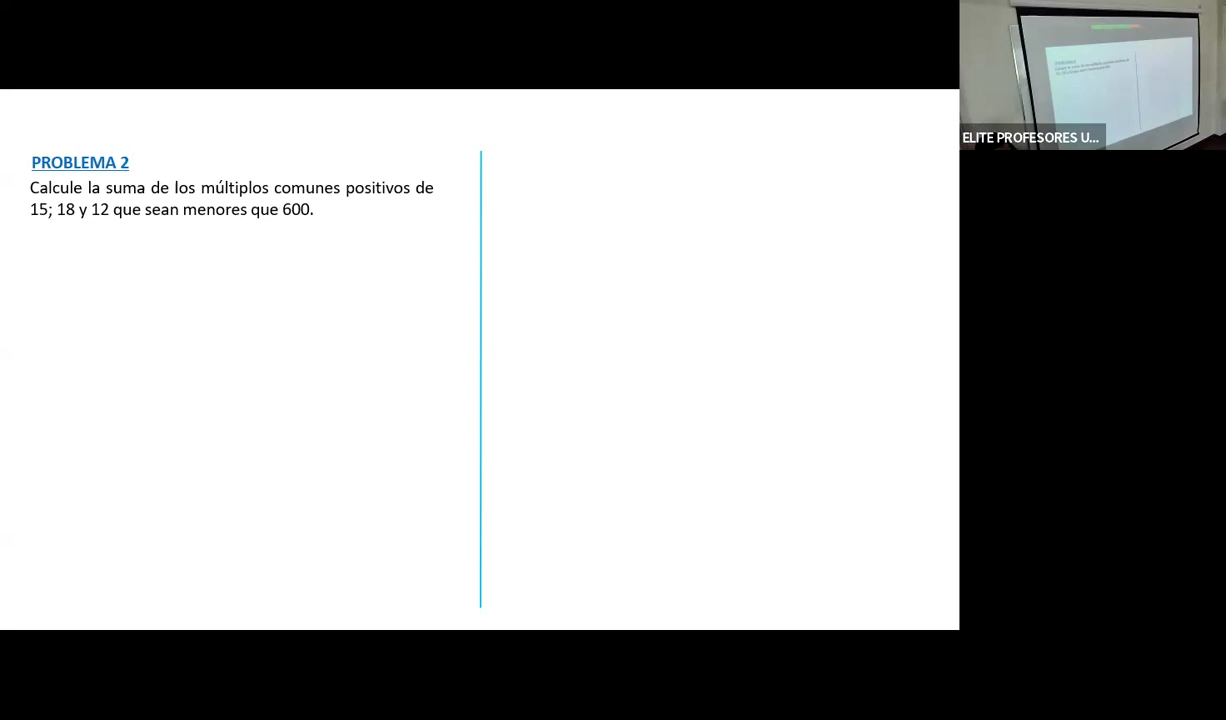 PROBLEMA 2
Calcule la suma de los múltiplos comunes positivos de
15; 18 y 12 que sean menores que 600.
ELITE PROFESORES U...